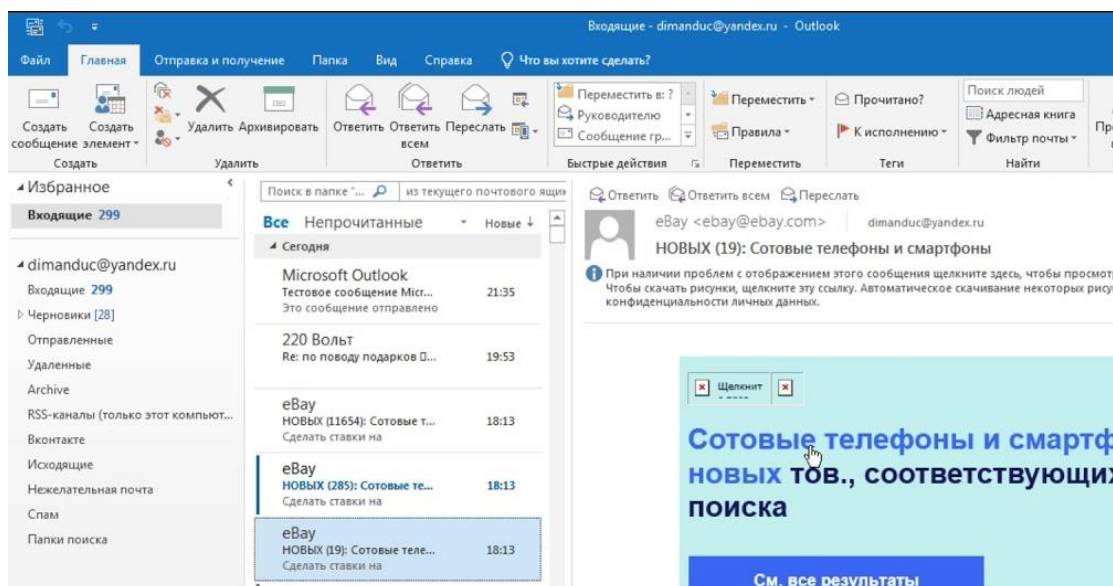 Входящие - dimanduc@yandex.ru - Outlook
Файл Главная Отправка и получение Папка Вид Справка Что вы хотите сделать?
Создать сообщение
Создать элемент
Создать
Удалить Архивировать
Удалить
Ответить Ответить всем Переслать
Ответить
Переместить в: ?
Руководителю
Сообщение гр...
Быстрые действия
Переместить
Правила
Переместить
Прочитано?
К исполнению
Теги
Поиск людей
Адресная книга
Фильтр почты
Найти
Избранное
Входящие 299
dimanduc@yandex.ru
Входящие 299
Черновики [28]
Отправленные
Удаленные
Archive
RSS-каналы (только этот компьют...
Вконтакте
Исходящие
Нежелательная почта
Спам
Папки поиска
Поиск в папке "... из текущего почтового
Все Непрочитанные Новые ↓
Сегодня
Microsoft Outlook
Тестовое сообщение Micr... 21:35
Это сообщение отправлено
220 Вольт
Re: по поводу подарков ... 19:53
eBay
НОВЫХ (11654): Сотовые т... 18:13
Сделать ставки на
eBay
НОВЫХ (285): Сотовые те... 18:13
Сделать ставки на
eBay
НОВЫХ (19): Сотовые теле... 18:13
Сделать ставки на
Ответить Ответить всем Переслать
eBay <ebay@ebay.com> dimanduc@yandex.ru
НОВЫХ (19): Сотовые телефоны и смартфоны
При наличии проблем с отображением этого сообщения щелкните здесь, чтобы
Чтобы скачать рисунки, щелкните эту ссылку. Автоматическое скачивание некоторых
конфиденциальности личных данных.
Щелкнит
Сотовые телефоны и смартф
новых тов., соответствующих
поиска
См. все результаты